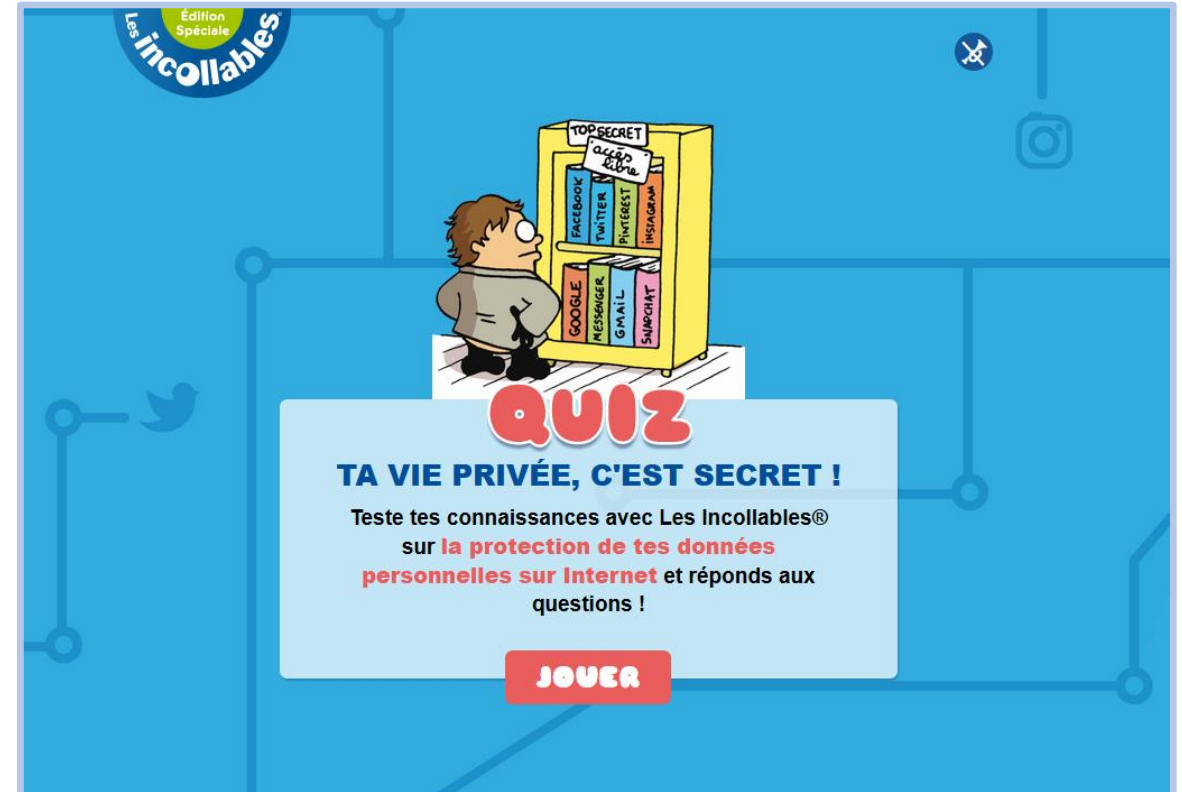 Édition
Spéciale
Les
incollables®
TOP SECRET
accès
libre
FACEBOOK
TWITTER
PINTEREST
INSTAGRAM
GOOGLE
MESSENGER
GMAIL
SNAPCHAT
QUIZ
TA VIE PRIVÉE, C'EST SECRET !
Teste tes connaissances avec Les Incollables®
sur la protection de tes données
personnelles sur Internet et réponds aux
questions !
JOUER